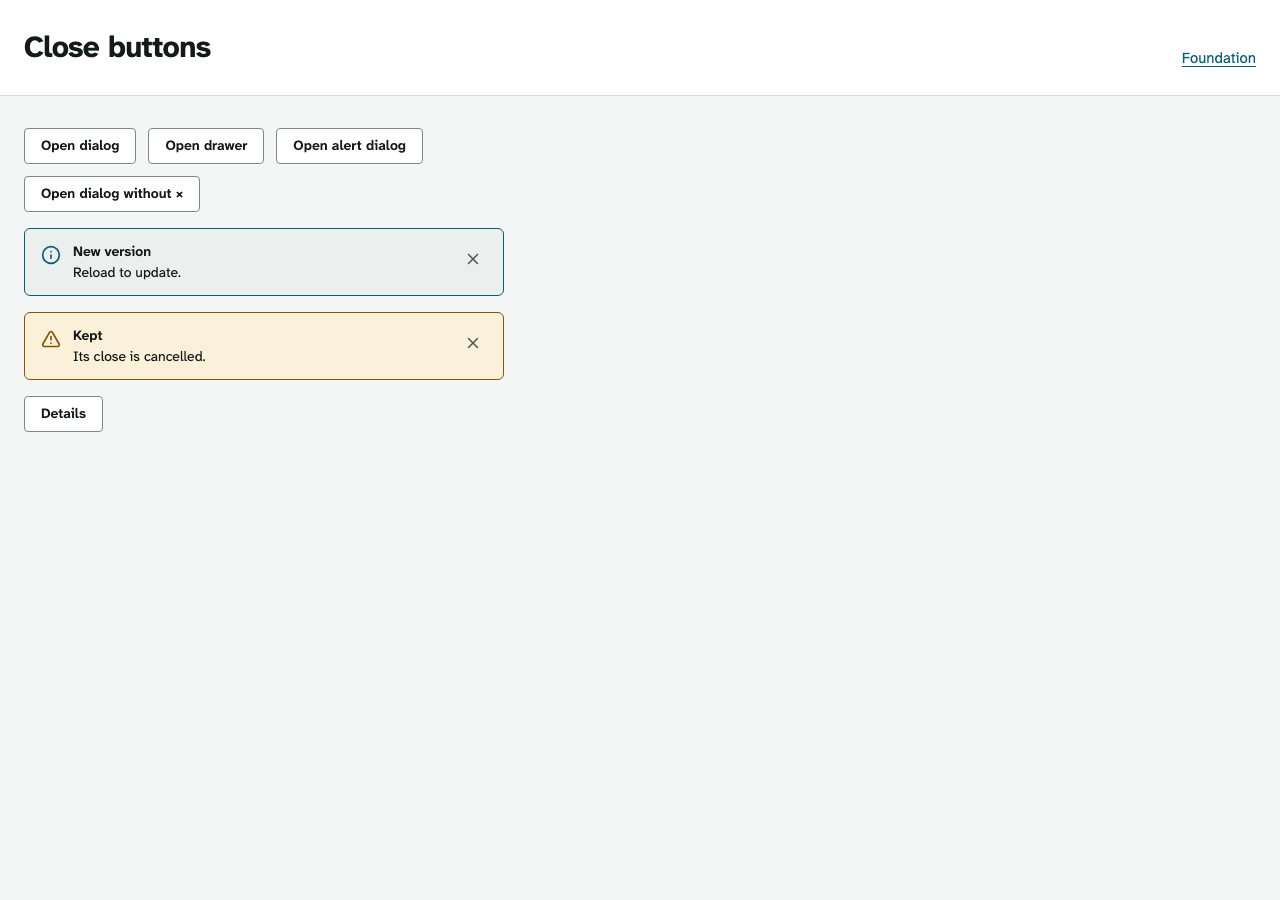 Close buttons
Foundation
Open dialog
Open drawer
Open alert dialog
Open dialog without ×
New version
Reload to update.
Kept
Its close is cancelled.
Details